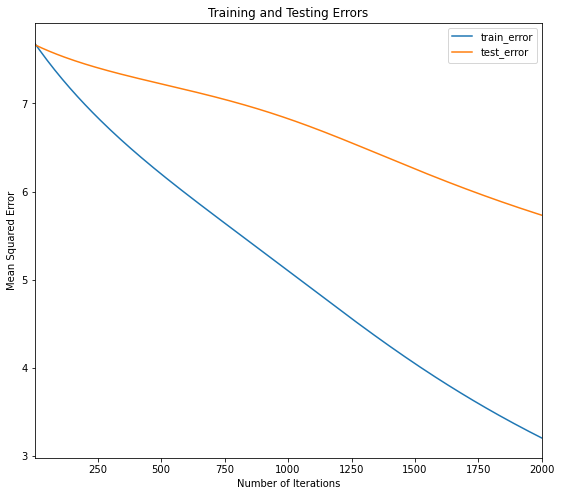 Training and Testing Errors
train_error
test_error
Mean Squared Error
7
6
5
4
3
250 500 750 1000 1250 1500 1750 2000
Number of Iterations